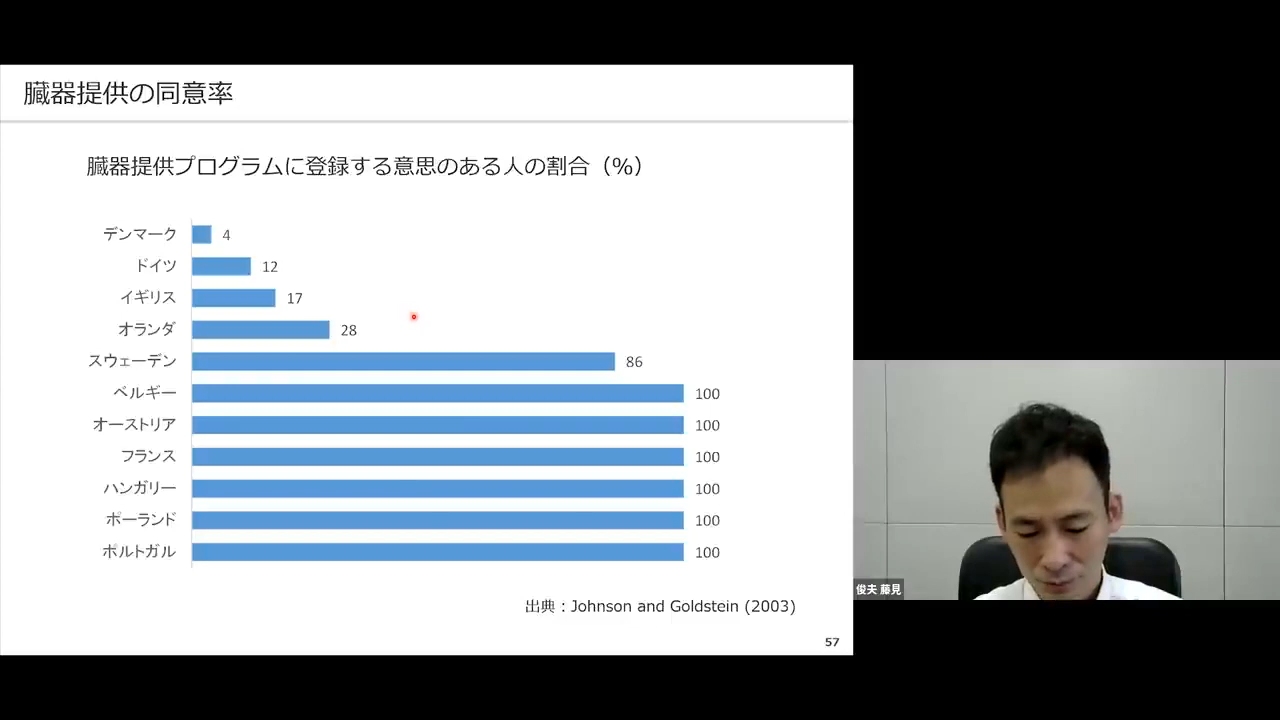 臓器提供の同意率
臓器提供プログラムに登録する意思のある人の割合（%）
デンマーク 4
ドイツ 12
イギリス 17
オランダ 28
スウェーデン 86
ベルギー 100
オーストリア 100
フランス 100
ハンガリー 100
ポーランド 100
ポルトガル 100
出典：Johnson and Goldstein (2003)
57
俊夫 藤見